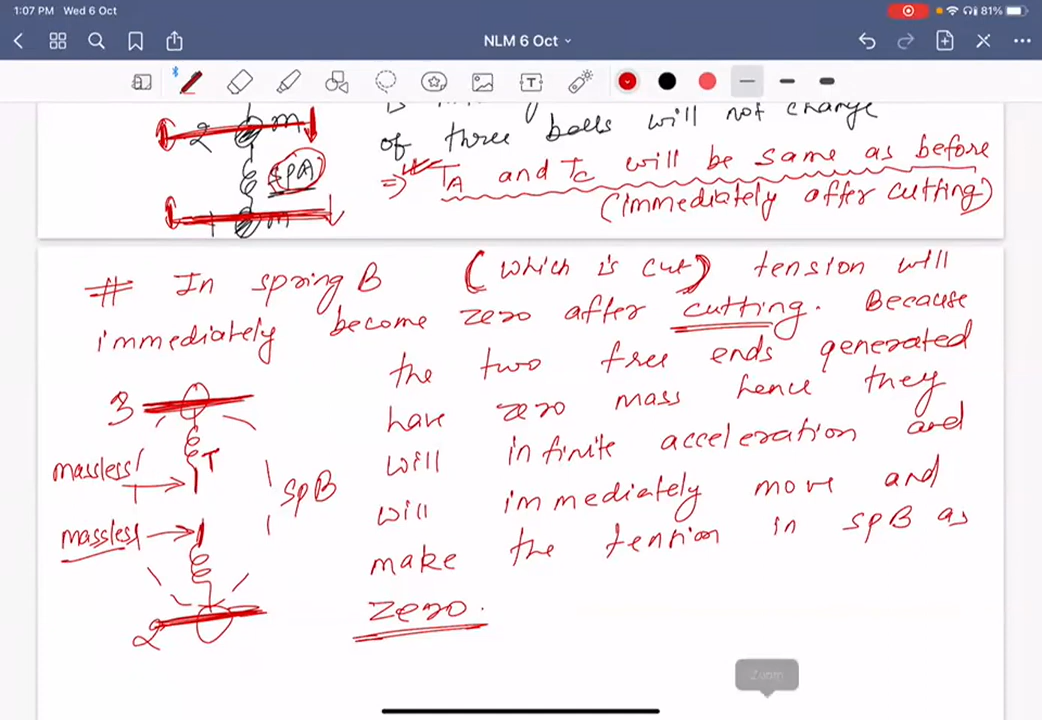 1:07 PM Wed 6 Oct
81%
NLM 6 Oct
of three balls will not change
2 m
SPA
=> TA and TC will be same as before
(immediately after cutting)
1 m
# In spring B (which is cut) tension will
immediately become zero after cutting. Because
the two free ends generated
3
have zero mass hence they
massless
T
will infinite acceleration and
SPB
will immediately move and
massless
make the tension in SPB as
2
zero.
Zoom